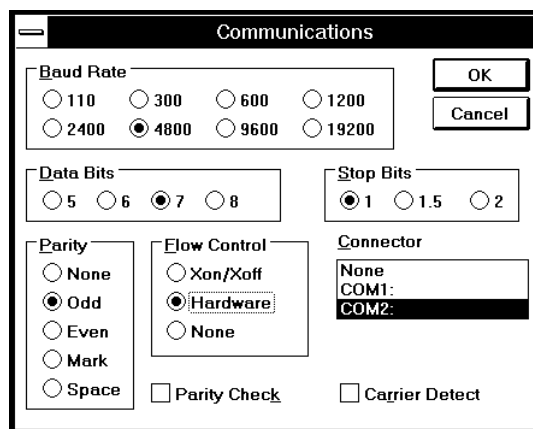 Communications
Baud Rate
110 300 600 1200
2400 4800 9600 19200
OK
Cancel
Data Bits
5 6 7 8
Stop Bits
1 1.5 2
Parity
None
Odd
Even
Mark
Space
Flow Control
Xon/Xoff
Hardware
None
Connector
None
COM1:
COM2:
Parity Check
Carrier Detect